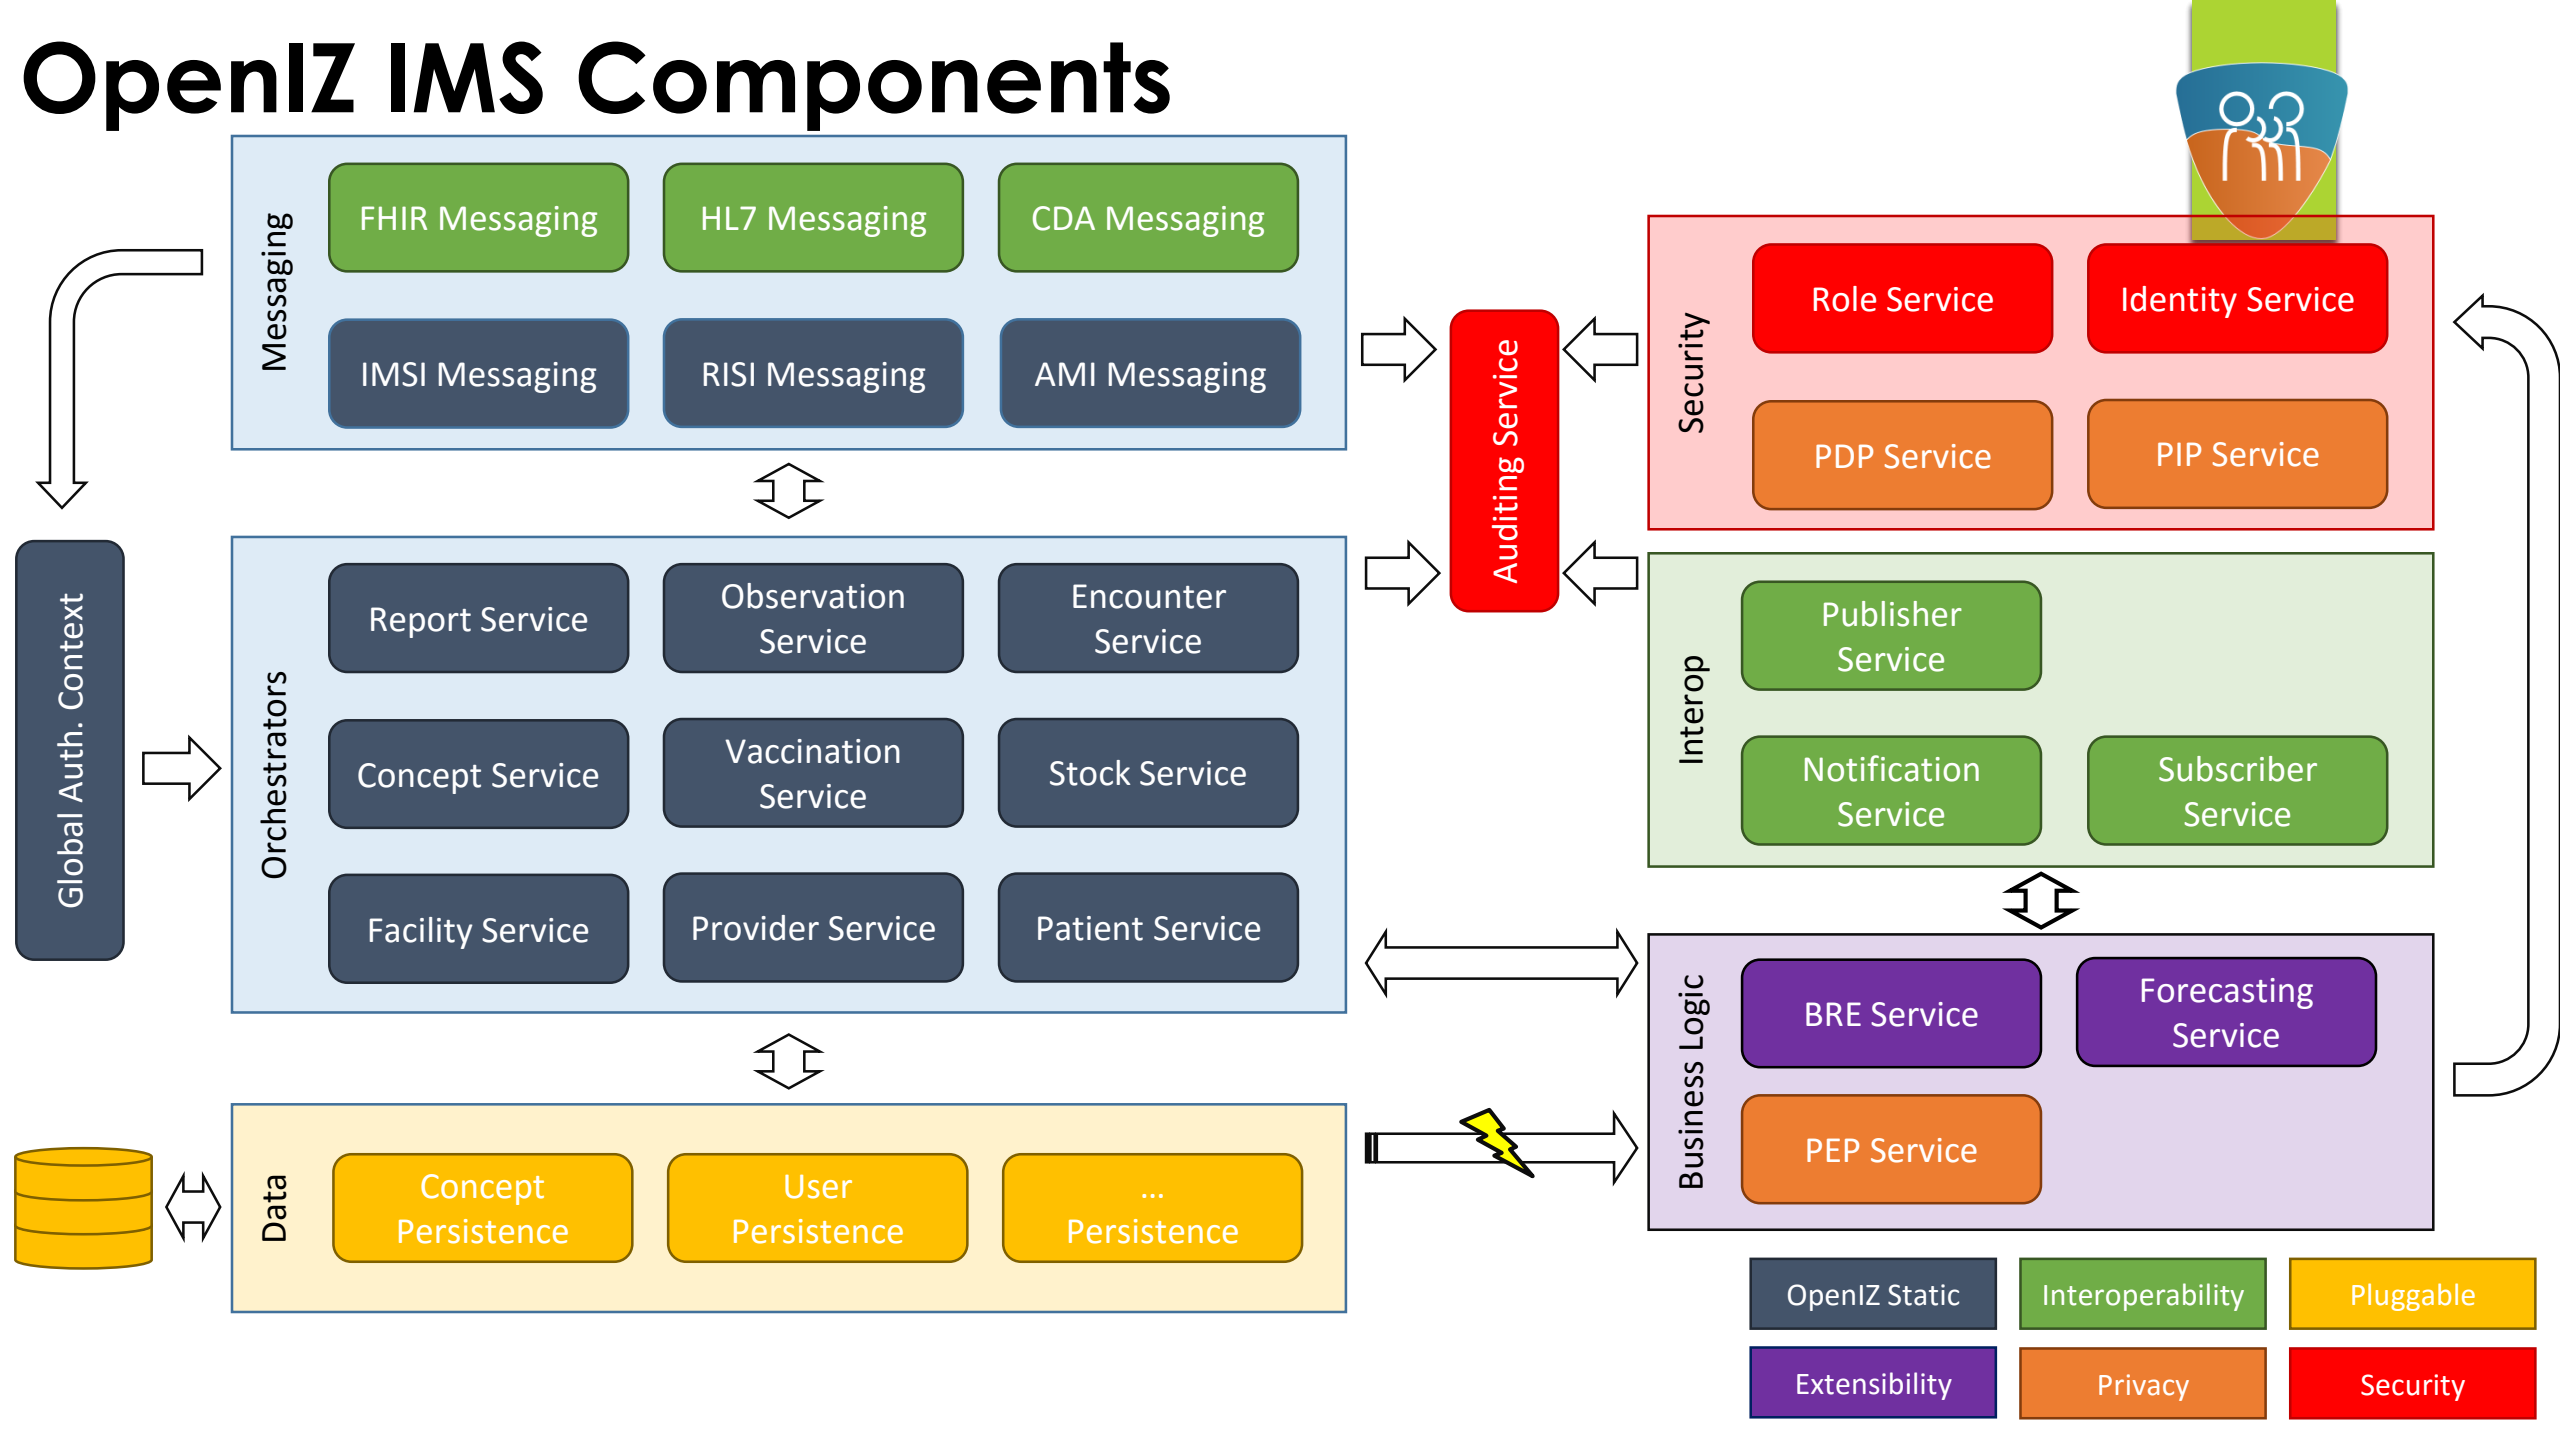 OpenIZ IMS Components
Messaging
FHIR Messaging
HL7 Messaging
CDA Messaging
IMSI Messaging
RISI Messaging
AMI Messaging
Global Auth. Context
Orchestrators
Report Service
Observation
Service
Encounter
Service
Concept Service
Vaccination
Service
Stock Service
Facility Service
Provider Service
Patient Service
Data
Concept
Persistence
User
Persistence
...
Persistence
Auditing Service
Security
Role Service
Identity Service
PDP Service
PIP Service
Interop
Publisher
Service
Notification
Service
Subscriber
Service
Business Logic
BRE Service
Forecasting
Service
PEP Service
OpenIZ Static
Interoperability
Pluggable
Extensibility
Privacy
Security